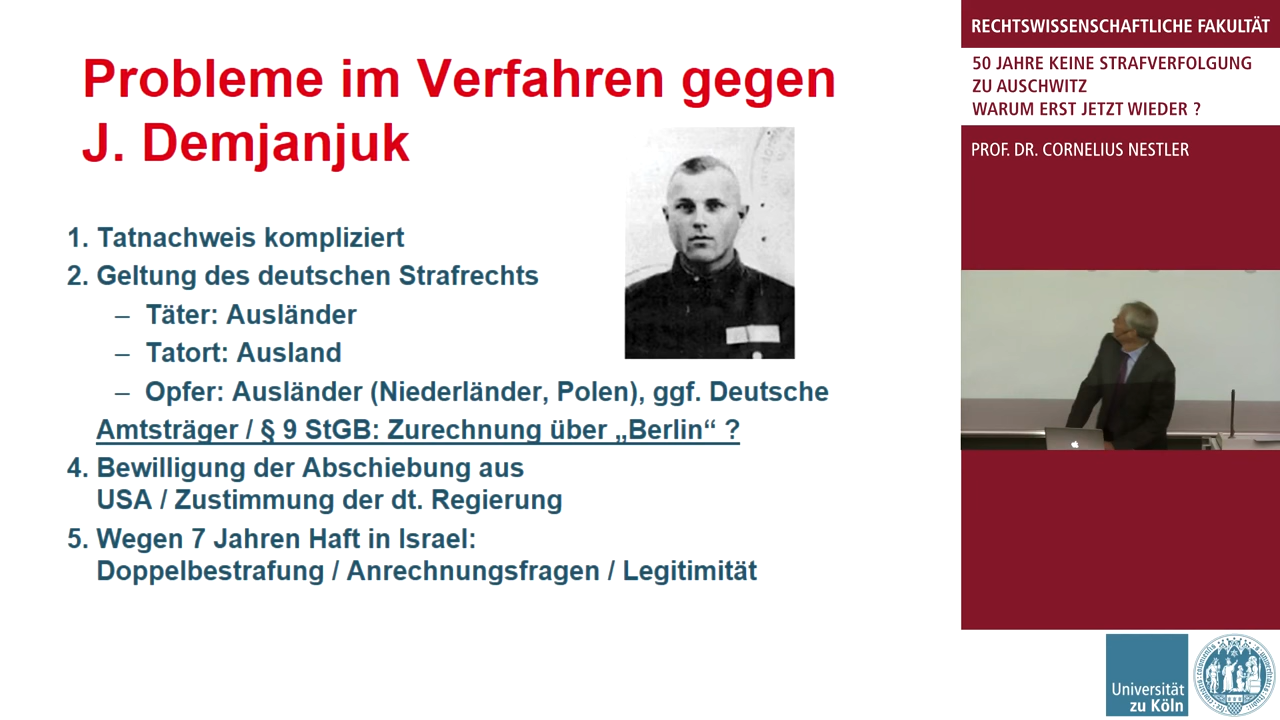 Probleme im Verfahren gegen
J. Demjanjuk
1. Tatnachweis kompliziert
2. Geltung des deutschen Strafrechts
– Täter: Ausländer
– Tatort: Ausland
– Opfer: Ausländer (Niederländer, Polen), ggf. Deutsche
Amtsträger / § 9 StGB: Zurechnung über „Berlin“ ?
4. Bewilligung der Abschiebung aus
USA / Zustimmung der dt. Regierung
5. Wegen 7 Jahren Haft in Israel:
Doppelbestrafung / Anrechnungsfragen / Legitimität
RECHTSWISSENSCHAFTLICHE FAKULTÄT
50 JAHRE KEINE STRAFVERFOLGUNG
ZU AUSCHWITZ
WARUM ERST JETZT WIEDER ?
PROF. DR. CORNELIUS NESTLER
Universität
zu Köln